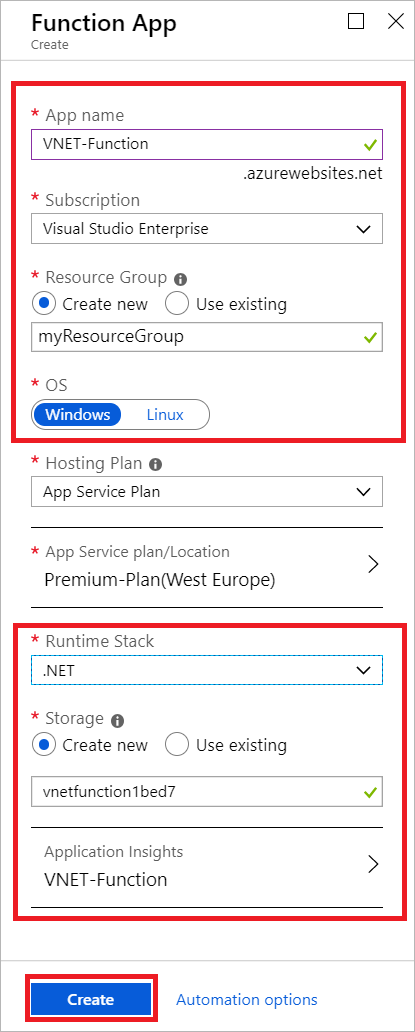 Function App
Create
* App name
VNET-Function
.azurewebsites.net
* Subscription
Visual Studio Enterprise
* Resource Group
Create new Use existing
myResourceGroup
* OS
Windows Linux
* Hosting Plan
App Service Plan
* App Service plan/Location
Premium-Plan(West Europe)
* Runtime Stack
.NET
* Storage
Create new Use existing
vnetfunction1bed7
Application Insights
VNET-Function
Create Automation options